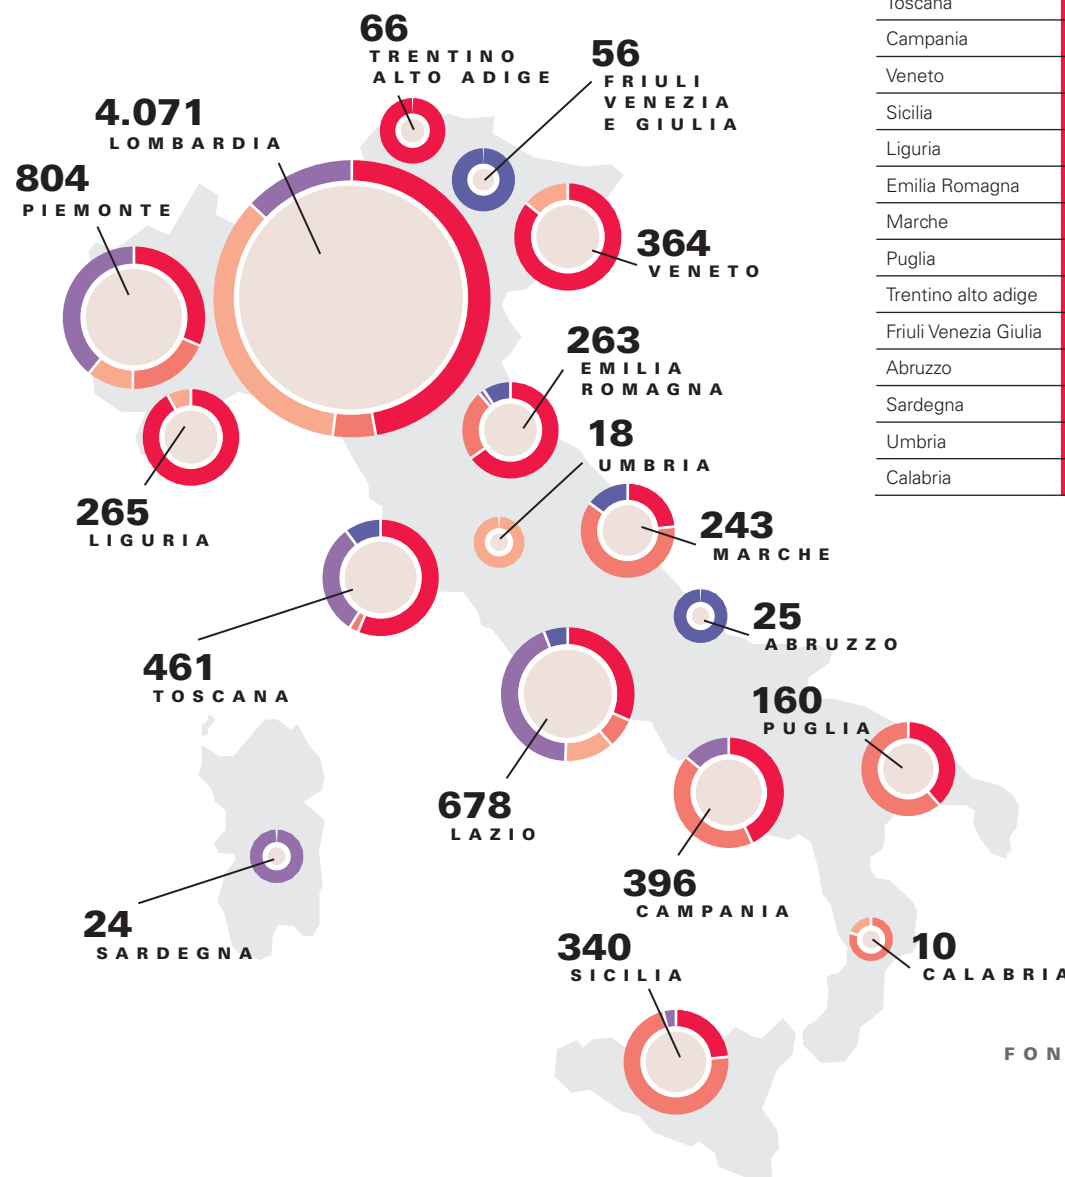 66
TRENTINO
ALTO ADIGE
56
FRIULI
VENEZIA
E GIULIA
4.071
LOMBARDIA
804
PIEMONTE
364
VENETO
263
EMILIA
ROMAGNA
18
UMBRIA
265
LIGURIA
243
MARCHE
25
ABRUZZO
461
TOSCANA
160
PUGLIA
678
LAZIO
396
CAMPANIA
24
SARDEGNA
340
SICILIA
10
CALABRIA
Toscana
Campania
Veneto
Sicilia
Liguria
Emilia Romagna
Marche
Puglia
Trentino alto adige
Friuli Venezia Giulia
Abruzzo
Sardegna
Umbria
Calabria
FON